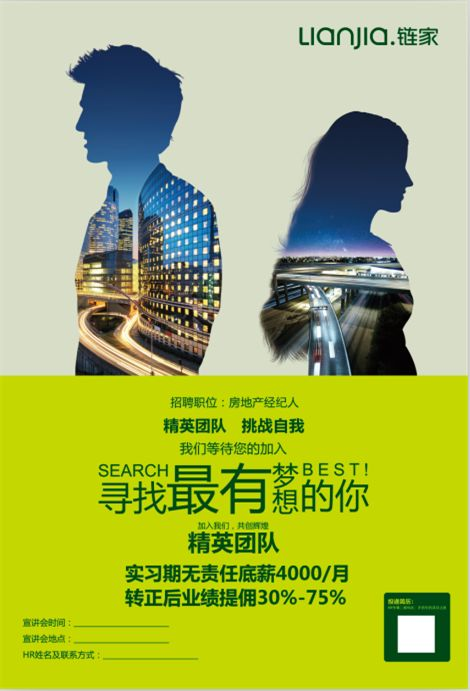 Lianjia.链家
招聘职位：房地产经纪人
精英团队 挑战自我
我们等待您的加入
SEARCH BEST!
寻找最有梦想的你
加入我们，共创辉煌
精英团队
实习期无责任底薪4000/月
转正后业绩提佣30%-75%
宣讲会时间：
宣讲会地点：
HR姓名及联系方式：
投递简历：